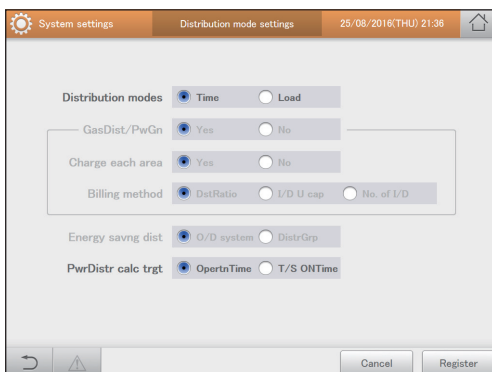 System settings Distribution mode settings 25/08/2016(THU) 21:36
Distribution modes Time Load
GasDist/PwGn Yes No
Charge each area Yes No
Billing method DstRatio I/D U cap No. of I/D
Energy savng dist O/D system DistrGrp
PwrDistr calc trgt OpertnTime T/S ONTime
Cancel Register